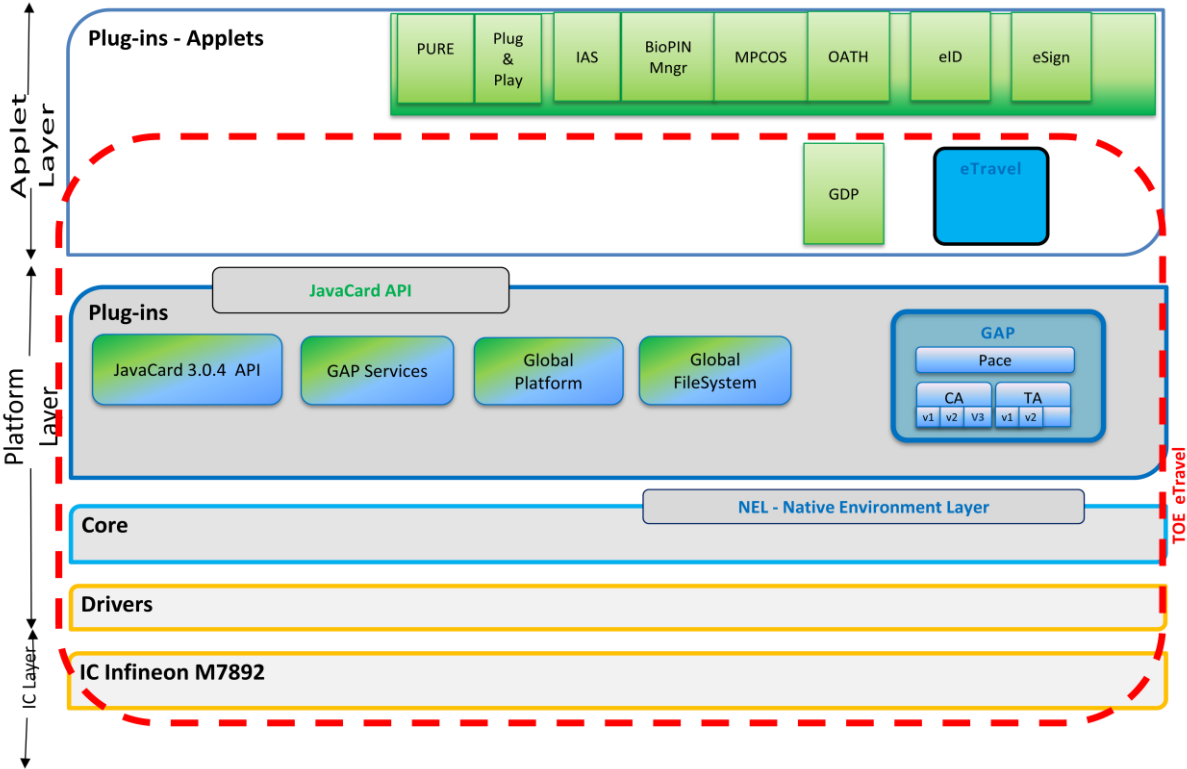 Plug-ins - Applets
PURE
Plug
&
Play
IAS
BioPIN
Mngr
MPCOS
OATH
eID
eSign
GDP
eTravel
Applet
Layer
JavaCard API
Plug-ins
JavaCard 3.0.4 API
GAP Services
Global
Platform
Global
FileSystem
GAP
Pace
CA
TA
v1
v2
V3
v1
v2
Platform
Layer
NEL - Native Environment Layer
Core
TOE eTravel
Drivers
IC Layer
IC Infineon M7892